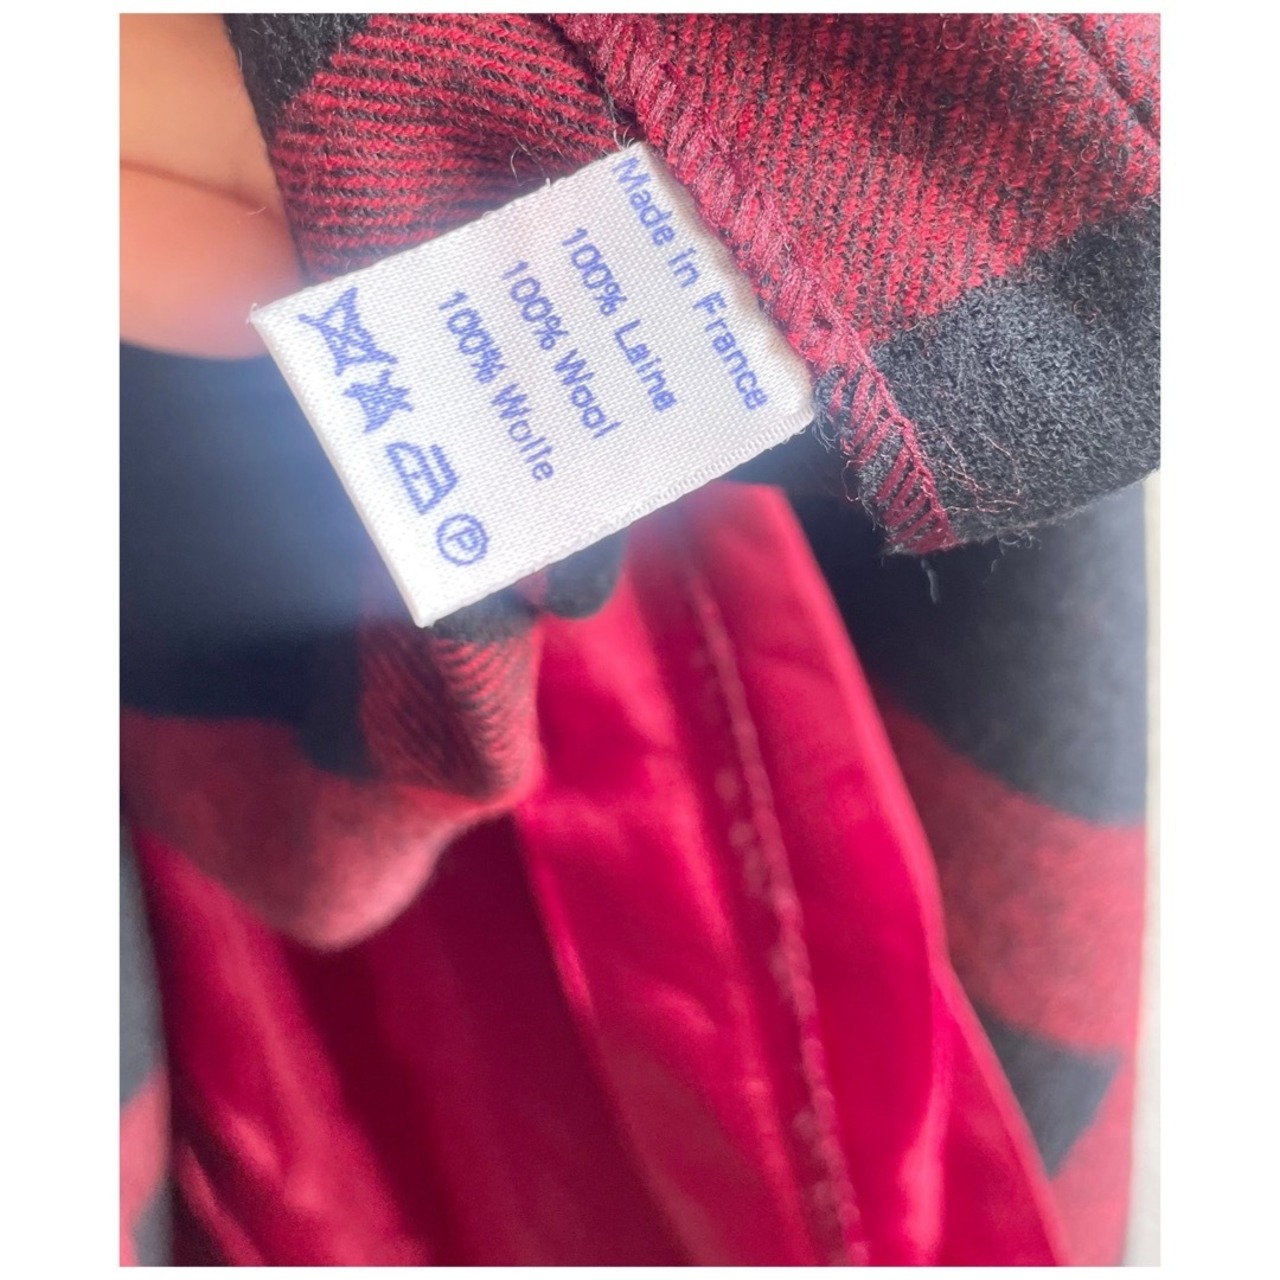 Made in France
100% Laine
100% Wool
100% Wolle
P